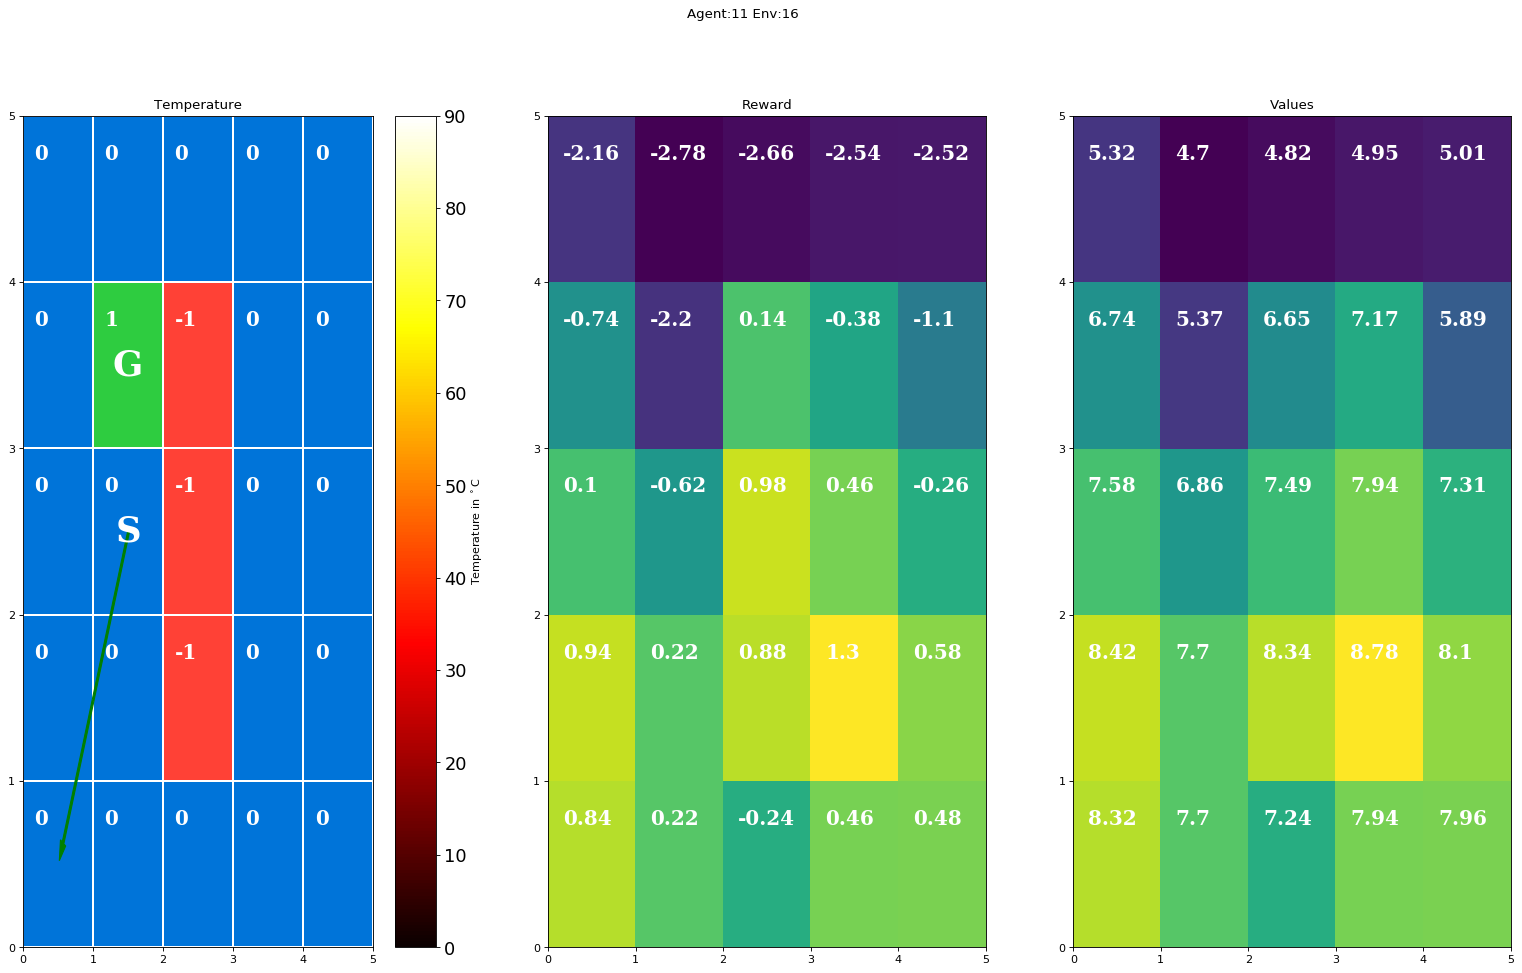 Agent:11 Env:16
Temperature
5
4
3
2
1
0
0 0 0 0 0
0 1 -1 0 0
G
0 0 -1 0 0
S
0 0 -1 0 0
0 0 0 0 0
0 1 2 3 4 5
90
80
70
60
50
40
30
20
10
0
Temperature in °C
Reward
5
4
3
2
1
0
-2.16 -2.78 -2.66 -2.54 -2.52
-0.74 -2.2 0.14 -0.38 -1.1
0.1 -0.62 0.98 0.46 -0.26
0.94 0.22 0.88 1.3 0.58
0.84 0.22 -0.24 0.46 0.48
0 1 2 3 4 5
Values
5
4
3
2
1
0
5.32 4.7 4.82 4.95 5.01
6.74 5.37 6.65 7.17 5.89
7.58 6.86 7.49 7.94 7.31
8.42 7.7 8.34 8.78 8.1
8.32 7.7 7.24 7.94 7.96
0 1 2 3 4 5